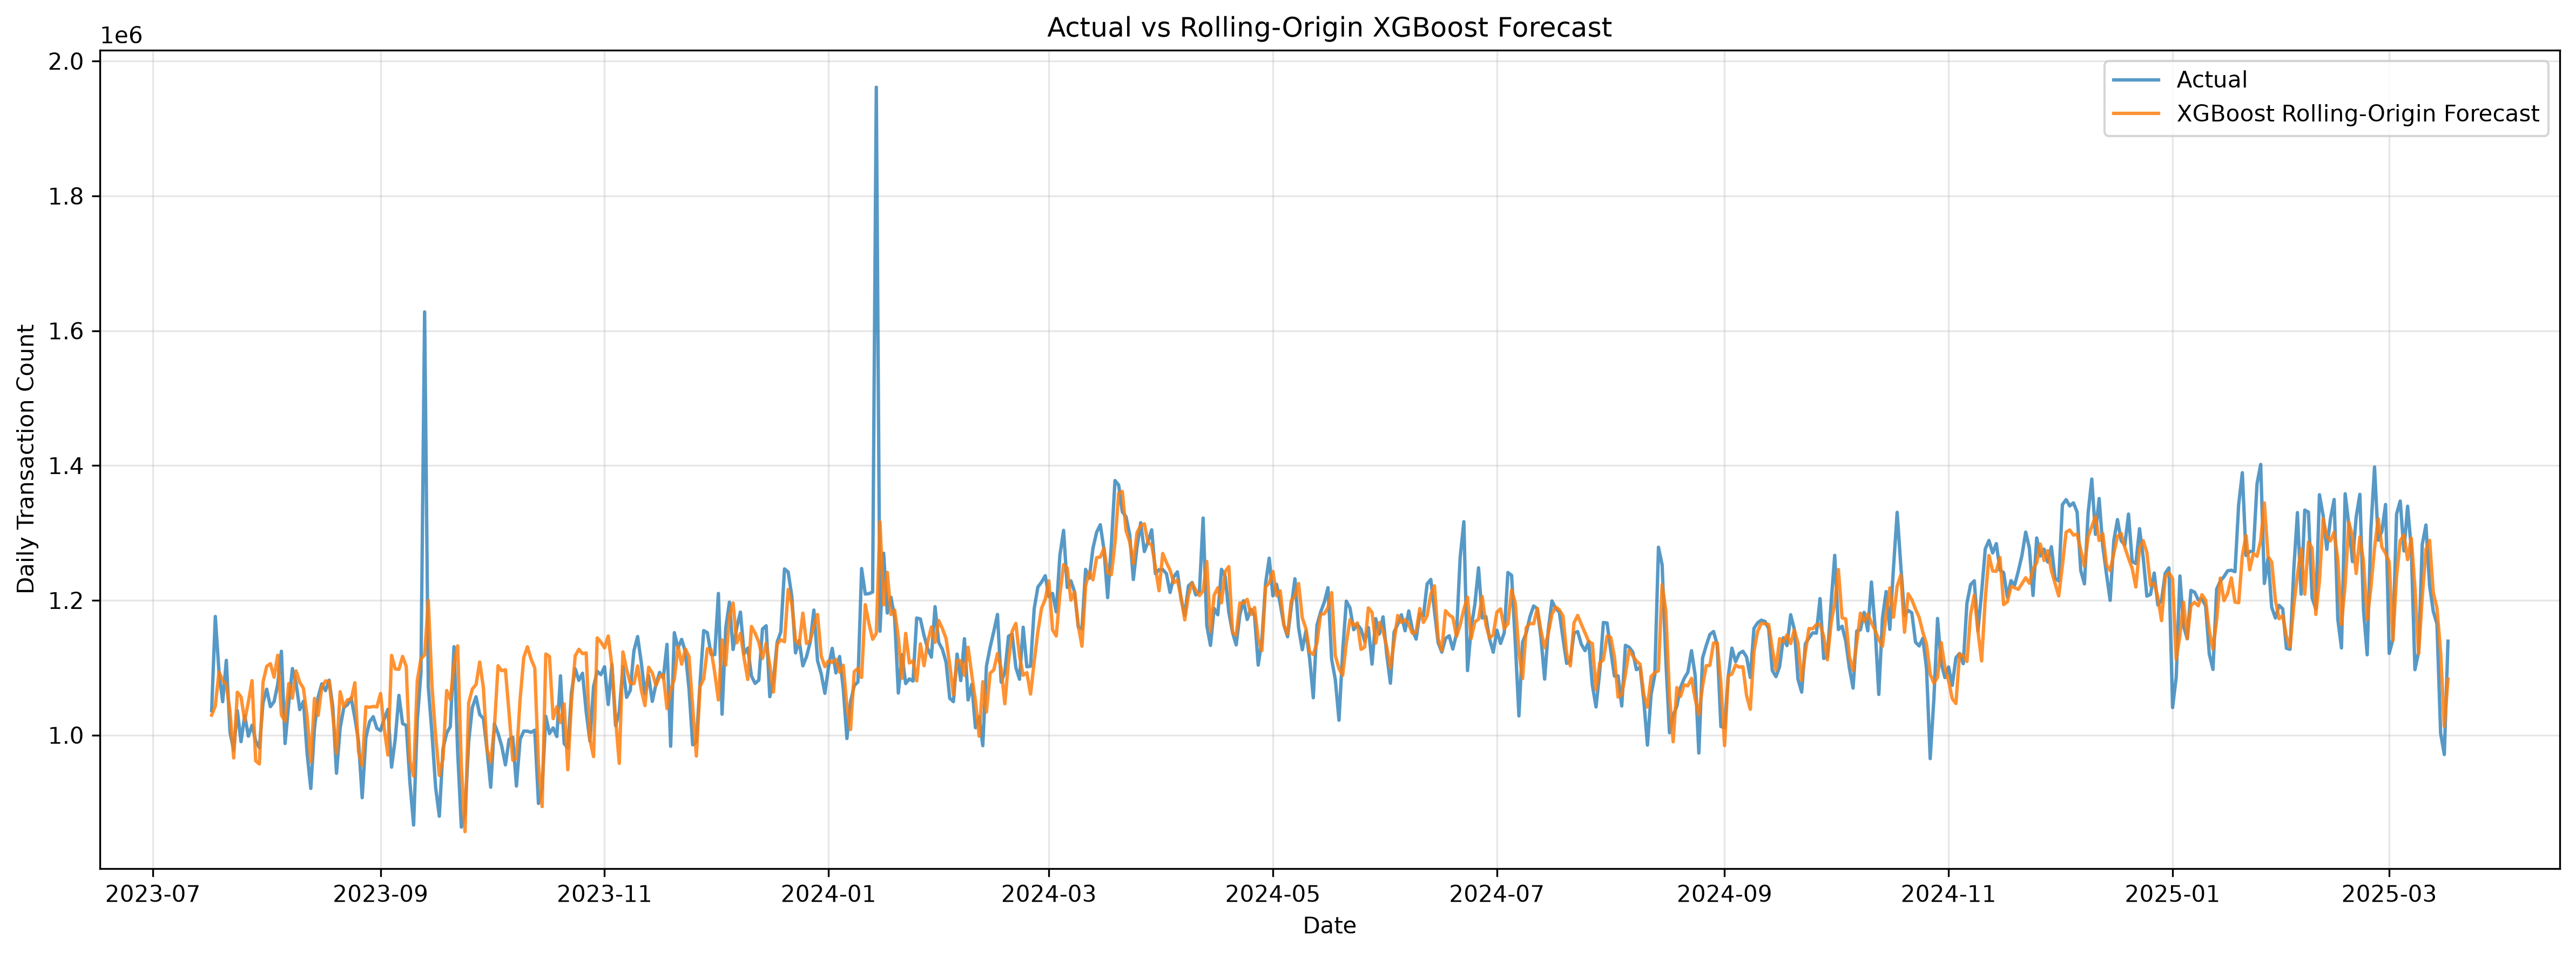 Actual vs Rolling-Origin XGBoost Forecast
1e6
2.0
1.8
1.6
1.4
1.2
1.0
Daily Transaction Count
Actual
XGBoost Rolling-Origin Forecast
2023-07 2023-09 2023-11 2024-01 2024-03 2024-05 2024-07 2024-09 2024-11 2025-01 2025-03
Date